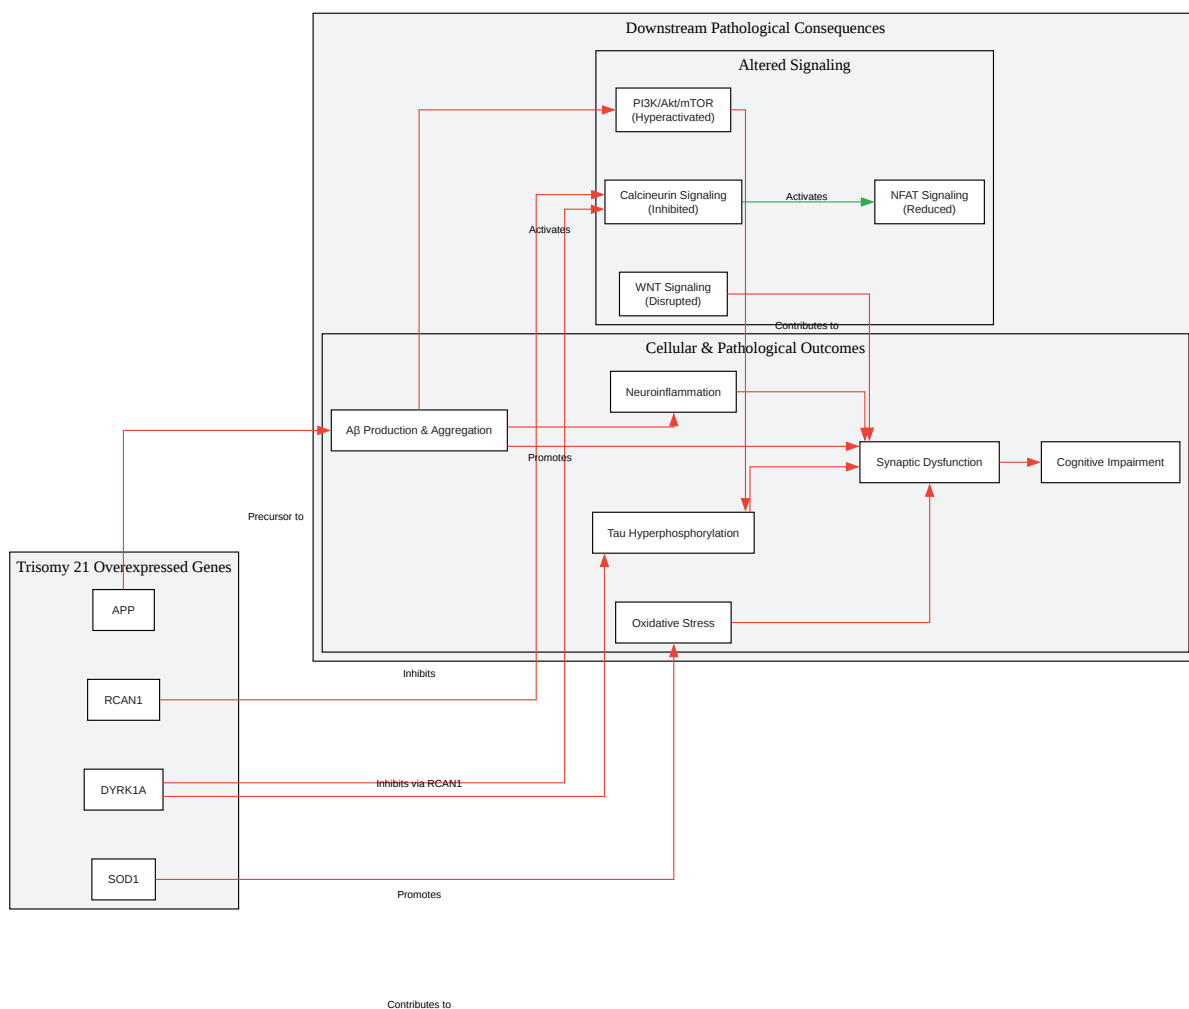 Downstream Pathological Consequences
Altered Signaling
PI3K/Akt/mTOR
(Hyperactivated)
Calcineurin Signaling
(Inhibited)
Activates
NFAT Signaling
(Reduced)
Activates
WNT Signaling
(Disrupted)
Contributes to
Cellular & Pathological Outcomes
Neuroinflammation
Aβ Production & Aggregation
Promotes
Synaptic Dysfunction
Cognitive Impairment
Precursor to
Tau Hyperphosphorylation
Trisomy 21 Overexpressed Genes
APP
Oxidative Stress
Inhibits
RCAN1
DYRK1A
Inhibits via RCAN1
SOD1
Promotes
Contributes to